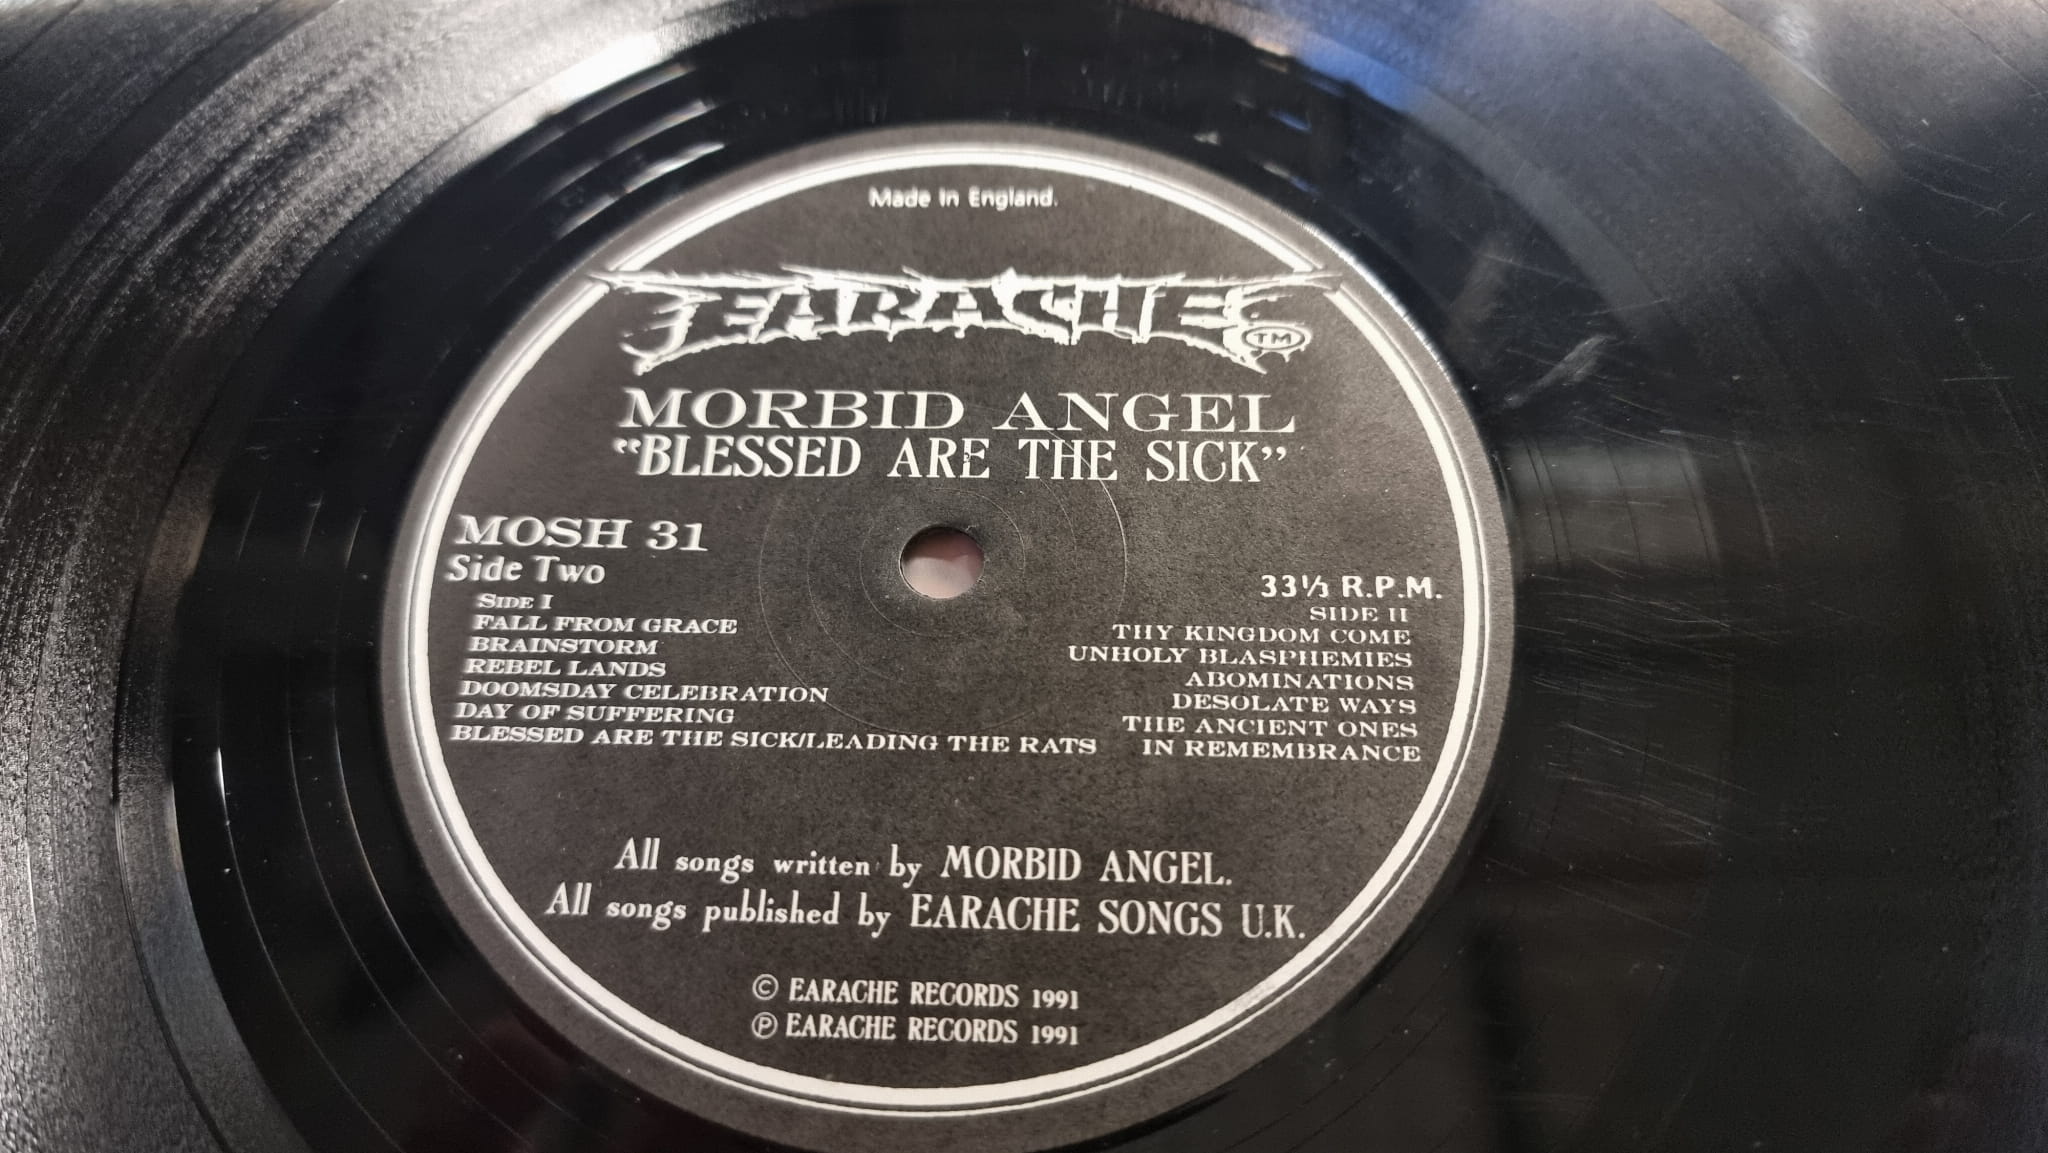 Made In England.
EARACHE TM
MORBID ANGEL
"BLESSED ARE THE SICK"
MOSH 31
Side Two
SIDE I
FALL FROM GRACE
BRAINSTORM
REBEL LANDS
DOOMSDAY CELEBRATION
DAY OF SUFFERING
BLESSED ARE THE SICK/LEADING THE RATS
33⅓ R.P.M.
SIDE II
THY KINGDOM COME
UNHOLY BLASPHEMIES
ABOMINATIONS
DESOLATE WAYS
THE ANCIENT ONES
IN REMEMBRANCE
All songs written by MORBID ANGEL.
All songs published by EARACHE SONGS U.K.
© EARACHE RECORDS 1991
℗ EARACHE RECORDS 1991